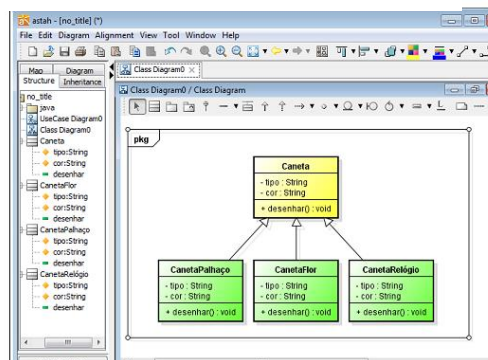 astah - [no_title] (*)
File Edit Diagram Alignment View Tool Window Help
Map Diagram
Structure Inheritance
no_title
java
UseCase Diagram0
Class Diagram0
Caneta
tipo:String
cor:String
desenhar
CanetaFlor
tipo:String
cor:String
desenhar
CanetaPalhaço
tipo:String
cor:String
desenhar
CanetaRelógio
tipo:String
cor:String
desenhar
Class Diagram0
Class Diagram0 / Class Diagram
pkg
Caneta
- tipo : String
- cor : String
+ desenhar() : void
CanetaPalhaço
- tipo : String
- cor : String
+ desenhar() : void
CanetaFlor
- tipo : String
- cor : String
+ desenhar() : void
CanetaRelógio
- tipo : String
- cor : String
+ desenhar() : void